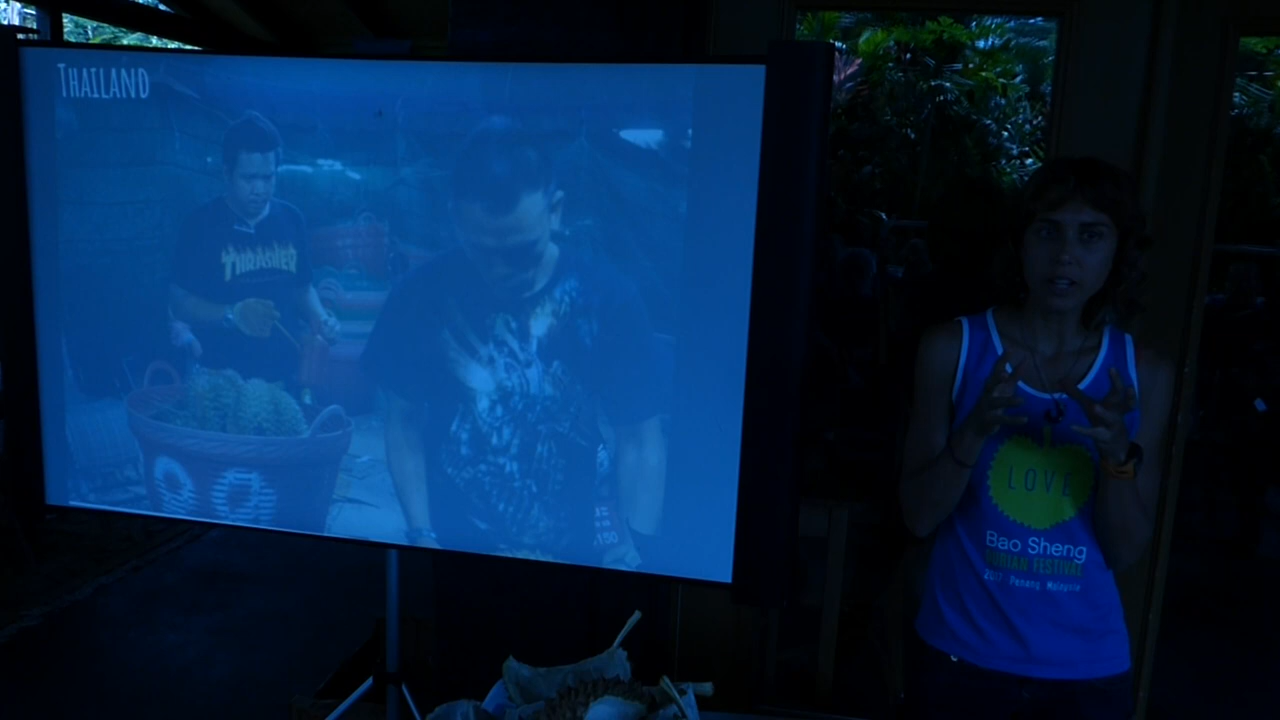 THAILAND
THRASHER
LOVE
Bao Sheng
DURIAN FESTIVAL
2017 Penang Malaysia